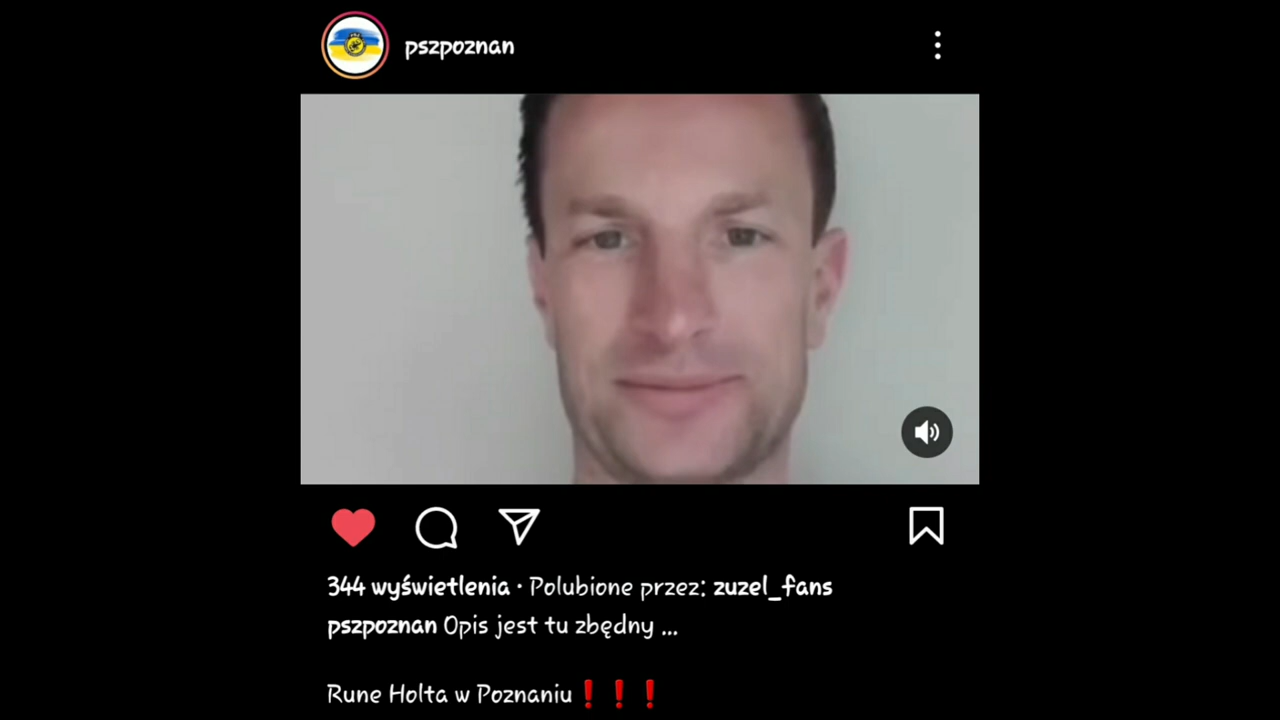 pszpoznan
344 wyświetlenia · Polubione przez: zuzel_fans
pszpoznan Opis jest tu zbędny ...
Rune Holta w Poznaniu❗❗❗